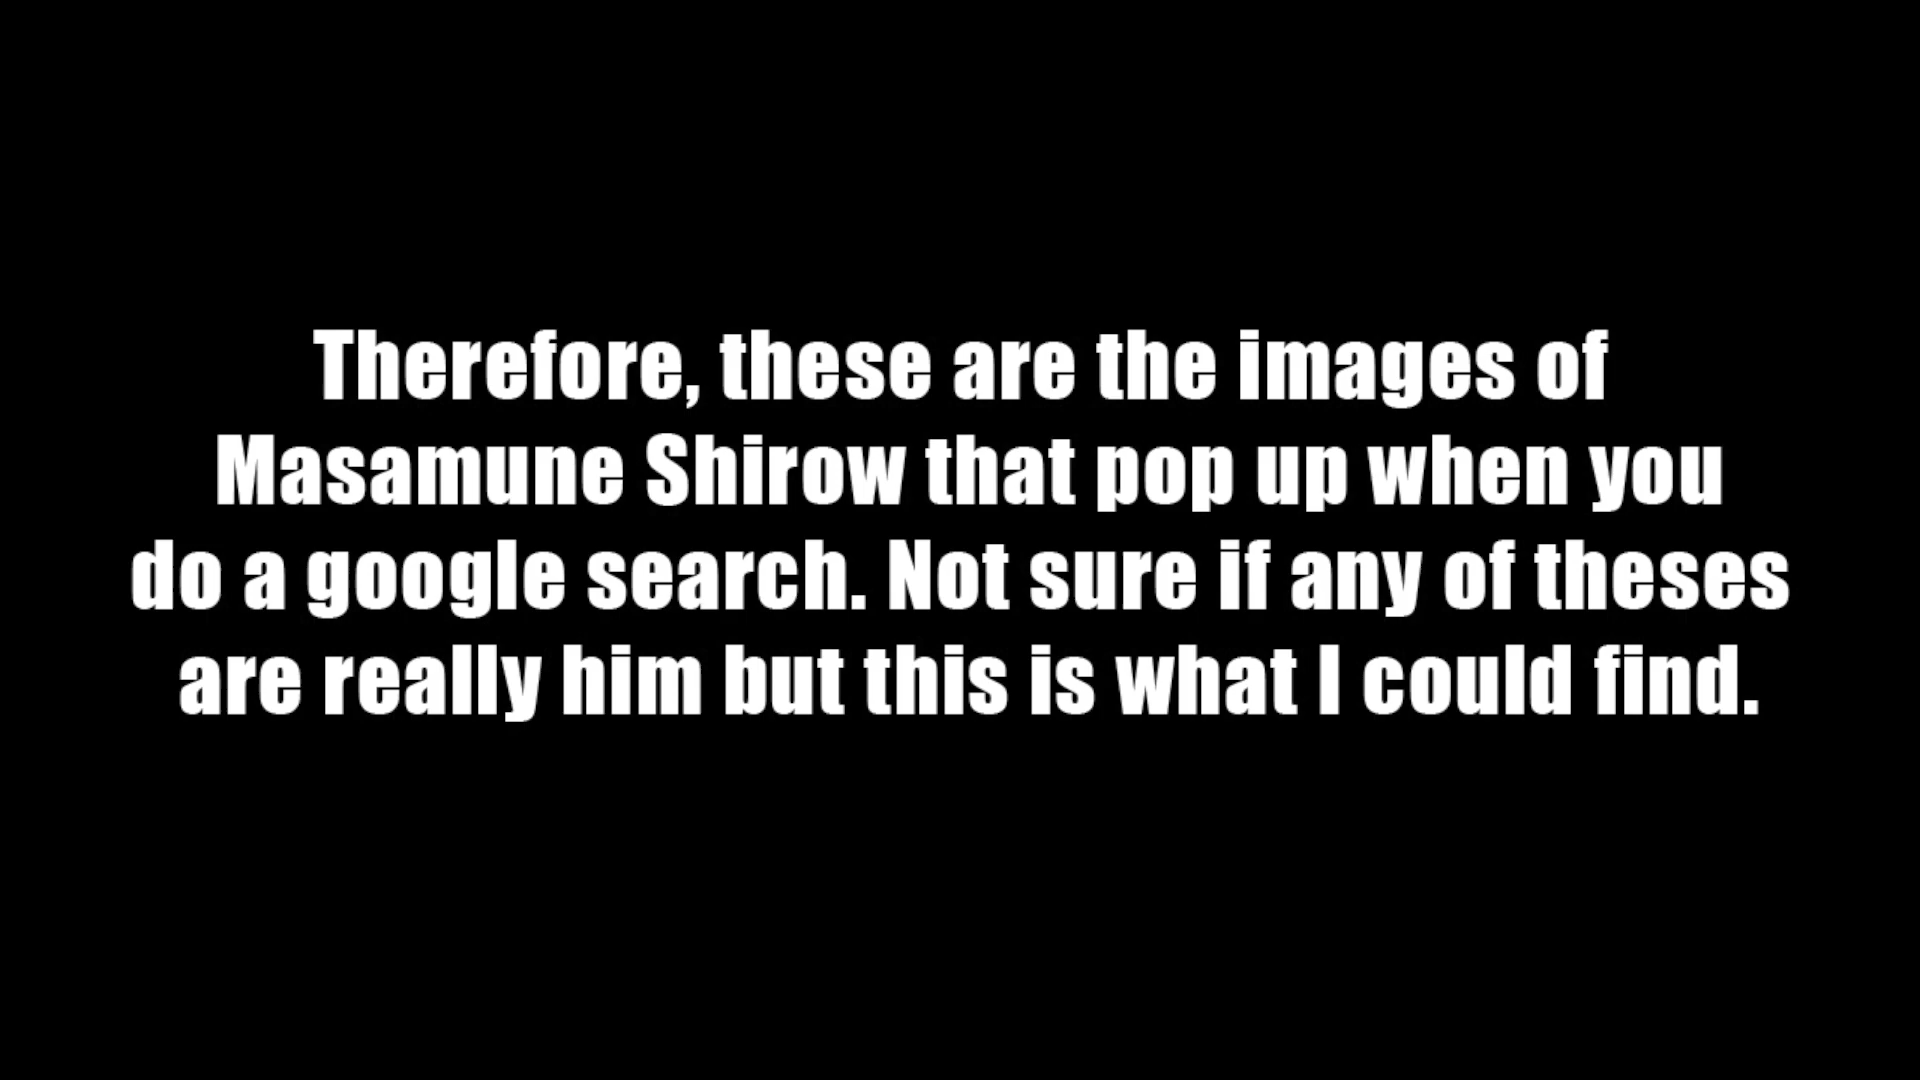 Therefore, these are the images of
Masamune Shirow that pop up when you
do a google search. Not sure if any of theses
are really him but this is what I could find.